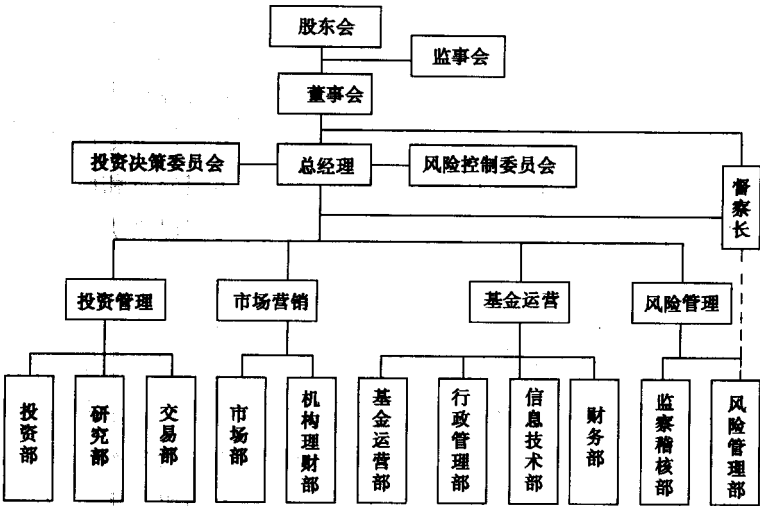 股东会
监事会
董事会
投资决策委员会
总经理
风险控制委员会
督察长
投资管理
市场营销
基金运营
风险管理
投资部
研究部
交易部
市场部
机构理财部
基金运营部
行政管理部
信息技术部
财务部
监察稽核部
风险管理部